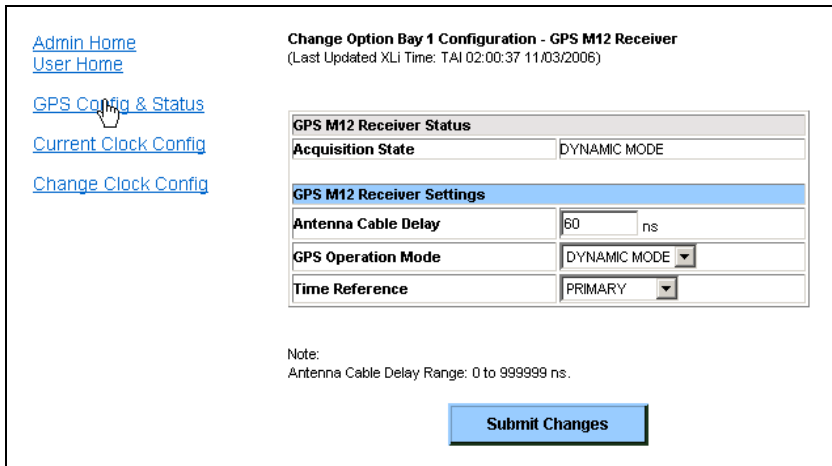 Admin Home
User Home
GPS Config & Status
Current Clock Config
Change Clock Config
Change Option Bay 1 Configuration - GPS M12 Receiver
(Last Updated XLi Time: TAI 02:00:37 11/03/2006)
GPS M12 Receiver Status
Acquisition State DYNAMIC MODE
GPS M12 Receiver Settings
Antenna Cable Delay 60 ns
GPS Operation Mode DYNAMIC MODE
Time Reference PRIMARY
Note:
Antenna Cable Delay Range: 0 to 999999 ns.
Submit Changes